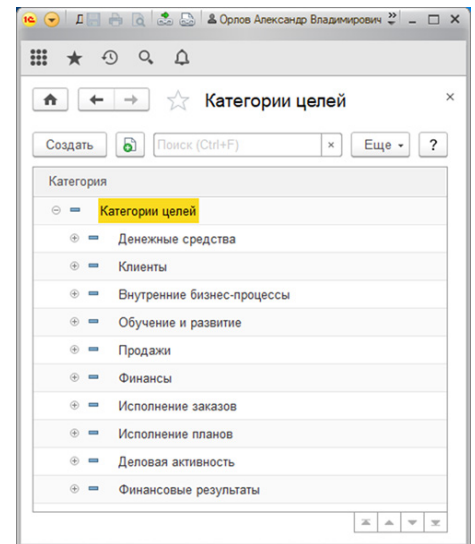 1С Д Орлов Александр Владимирович
Категории целей
Создать Поиск (Ctrl+F) × Еще ?
Категория
Категории целей
Денежные средства
Клиенты
Внутренние бизнес-процессы
Обучение и развитие
Продажи
Финансы
Исполнение заказов
Исполнение планов
Деловая активность
Финансовые результаты